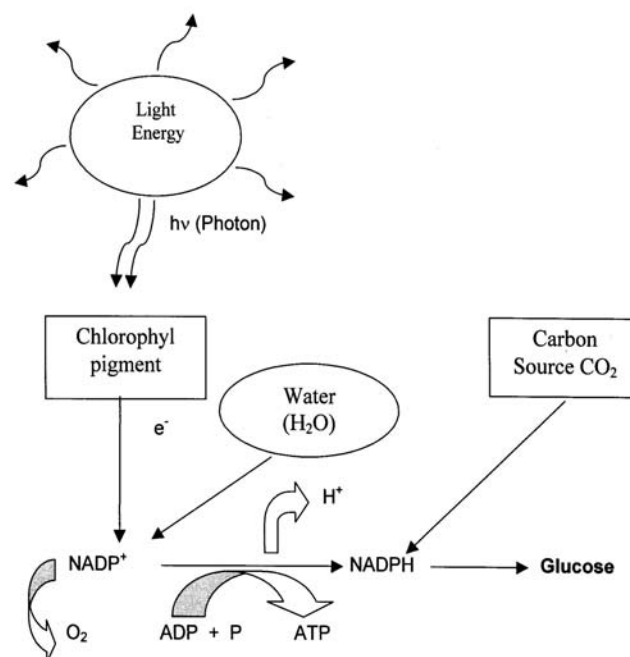 Light
Energy
hν (Photon)
Chlorophyl
pigment
Carbon
Source CO₂
Water
(H₂O)
e⁻
H⁺
NADP⁺
NADPH
Glucose
O₂
ADP + P
ATP